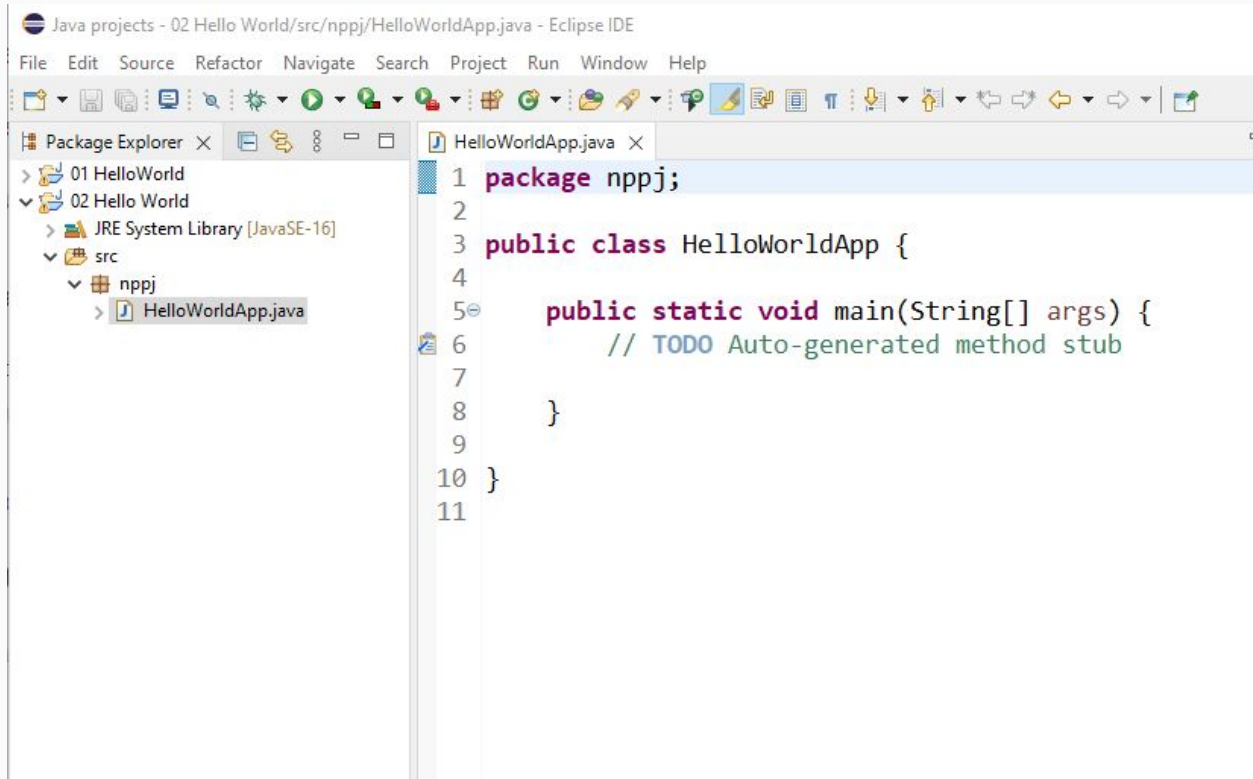 Java projects - 02 Hello World/src/nppj/HelloWorldApp.java - Eclipse IDE
File Edit Source Refactor Navigate Search Project Run Window Help
Package Explorer
01 HelloWorld
02 Hello World
JRE System Library [JavaSE-16]
src
nppj
HelloWorldApp.java
HelloWorldApp.java
1 package nppj;
2
3 public class HelloWorldApp {
4
5 public static void main(String[] args) {
6 // TODO Auto-generated method stub
7
8 }
9
10 }
11